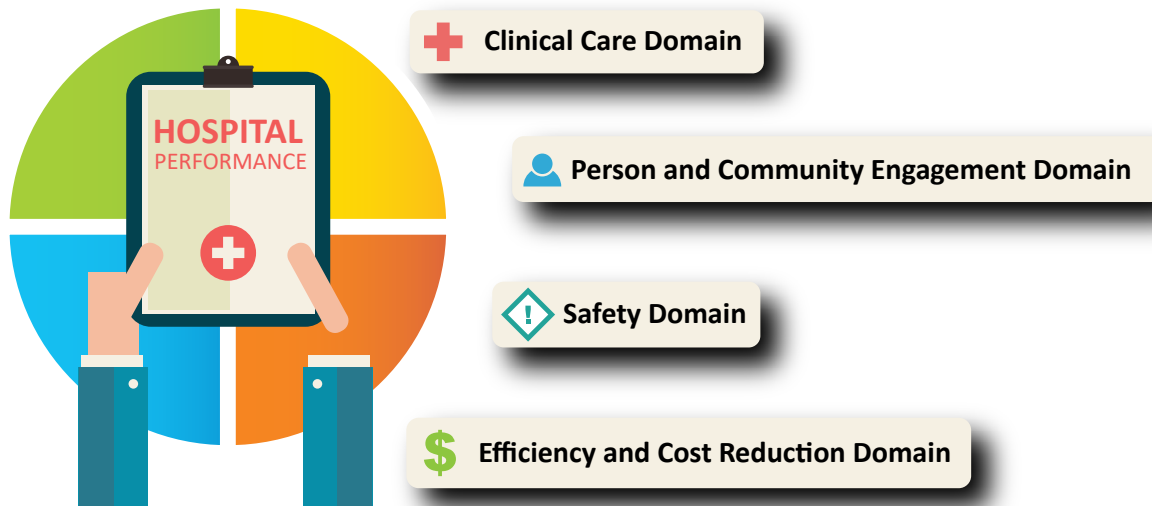 HOSPITAL
PERFORMANCE
Clinical Care Domain
Person and Community Engagement Domain
!
Safety Domain
$
Efficiency and Cost Reduction Domain